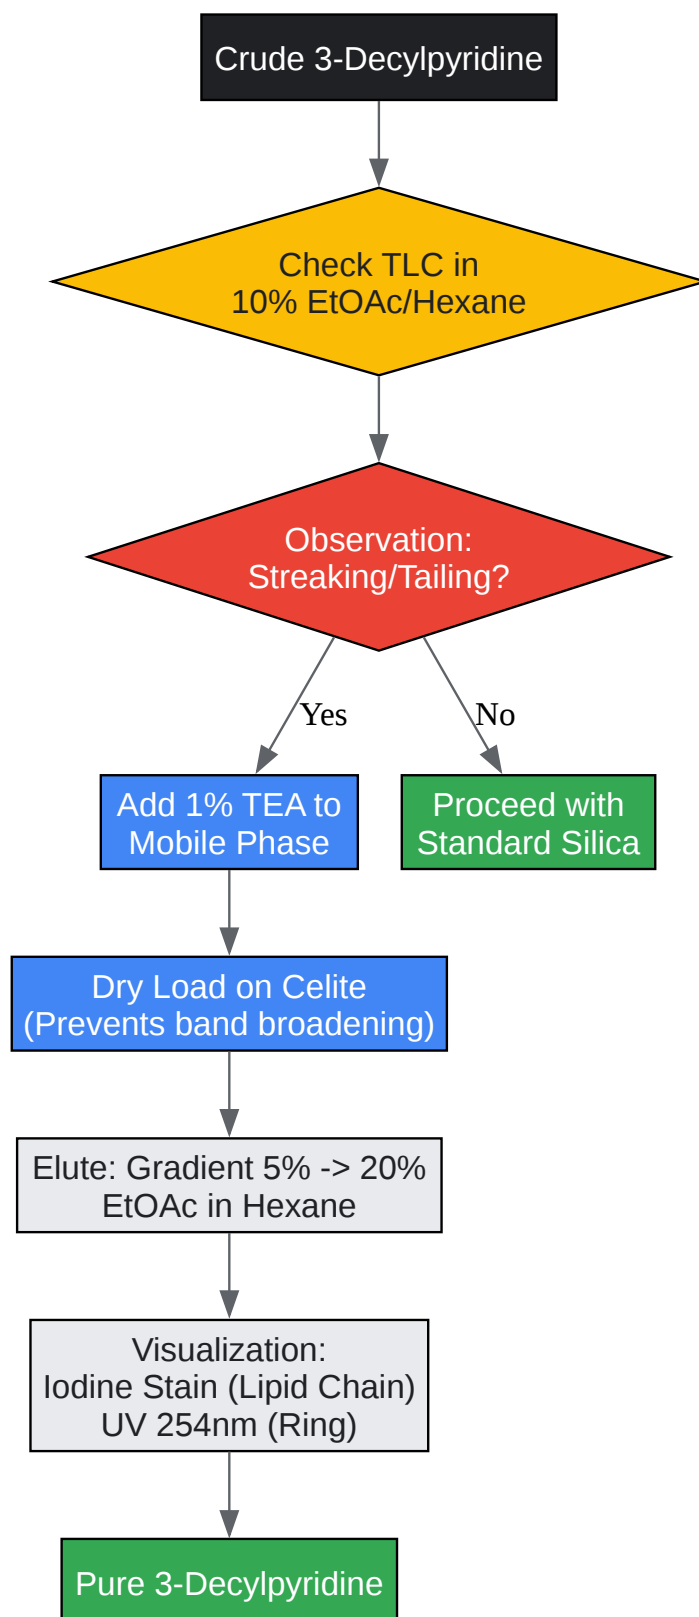 Crude 3-Decylpyridine
Check TLC in
10% EtOAc/Hexane
Observation:
Streaking/Tailing?
Yes
No
Add 1% TEA to
Mobile Phase
Proceed with
Standard Silica
Dry Load on Celite
(Prevents band broadening)
Elute: Gradient 5% -> 20%
EtOAc in Hexane
Visualization:
Iodine Stain (Lipid Chain)
UV 254nm (Ring)
Pure 3-Decylpyridine